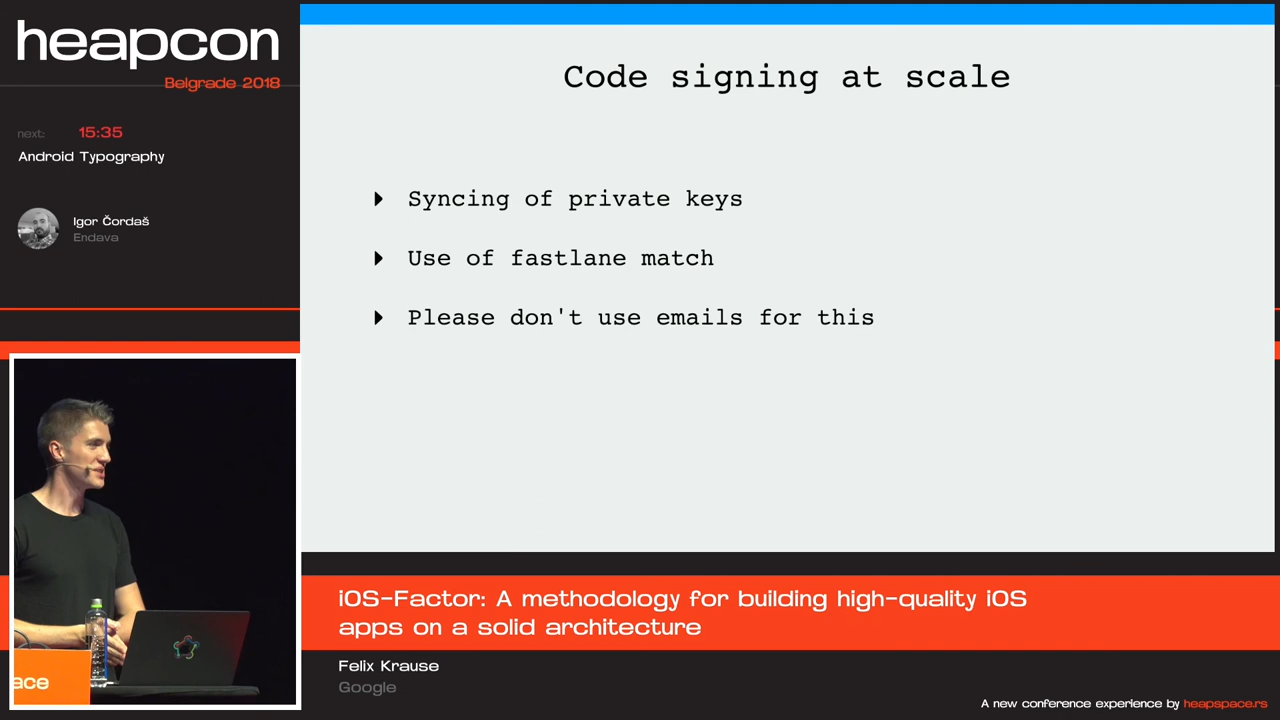 heapcon
Belgrade 2018
next: 15:35
Android Typography
Igor Čordaš
Endava
Code signing at scale
Syncing of private keys
Use of fastlane match
Please don't use emails for this
ace
iOS-Factor: A methodology for building high-quality iOS
apps on a solid architecture
Felix Krause
Google
A new conference experience by heapspace.rs